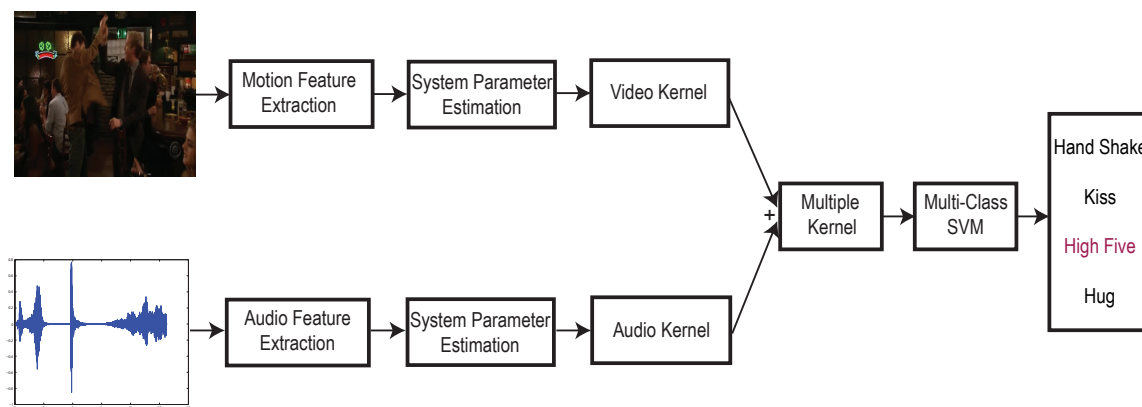 Motion Feature
Extraction
System Parameter
Estimation
Video Kernel
Audio Feature
Extraction
System Parameter
Estimation
Audio Kernel
+
Multiple
Kernel
Multi-Class
SVM
Hand Shake
Kiss
High Five
Hug